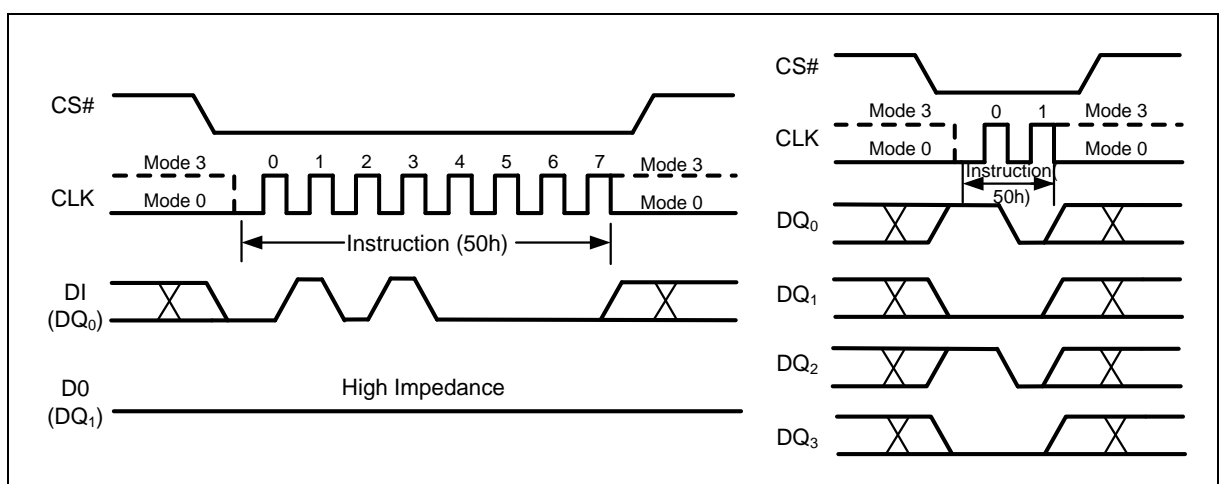 CS#
Mode 3 0 1 2 3 4 5 6 7 Mode 3
CLK
Mode 0 Mode 0
Instruction (50h)
DI
(DQ0)
D0
(DQ1)
High Impedance
CS#
Mode 3 0 1 Mode 3
CLK
Mode 0 Mode 0
Instruction(
50h)
DQ0
DQ1
DQ2
DQ3